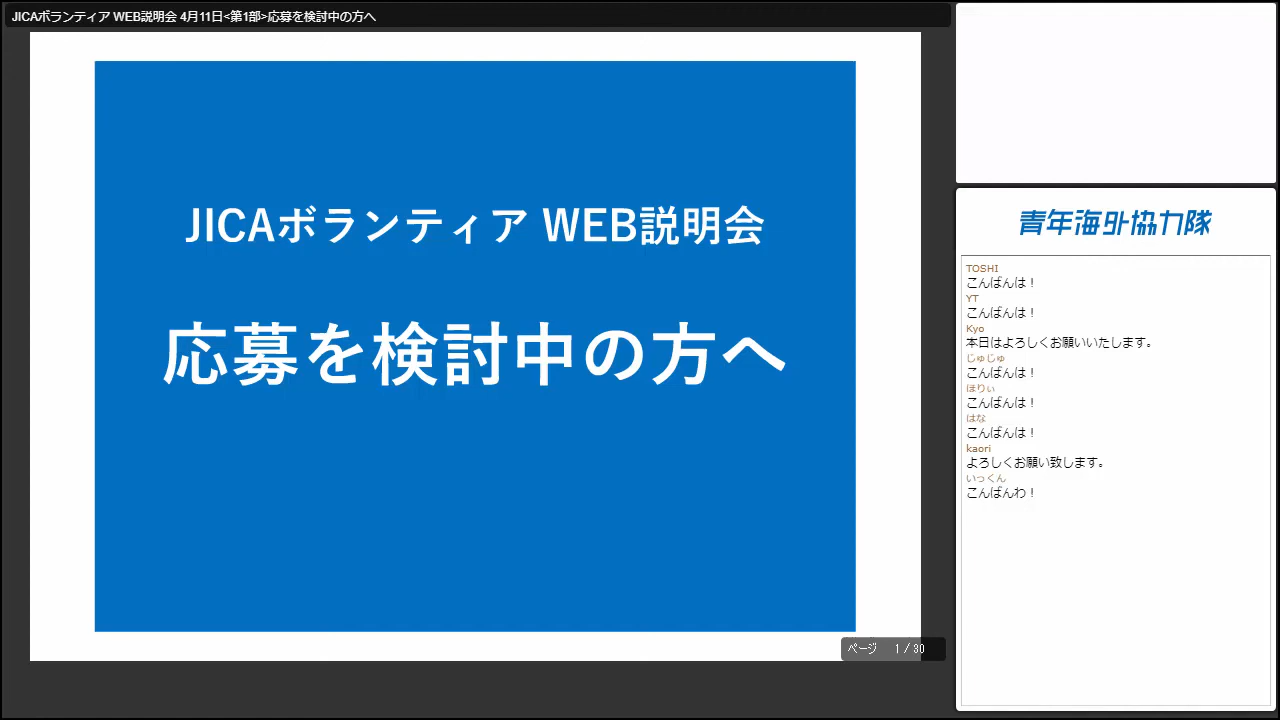 JICAボランティア WEB説明会 4月11日<第1部>応募を検討中の方へ
JICAボランティア WEB説明会
応募を検討中の方へ
ページ 1 / 30
青年海外協力隊
TOSHI
こんばんは！
YT
こんばんは！
Kyo
本日はよろしくお願いいたします。
じゅじゅ
こんばんは！
ほりぃ
こんばんは！
はな
こんばんは！
kaori
よろしくお願い致します。
いっくん
こんばんわ！